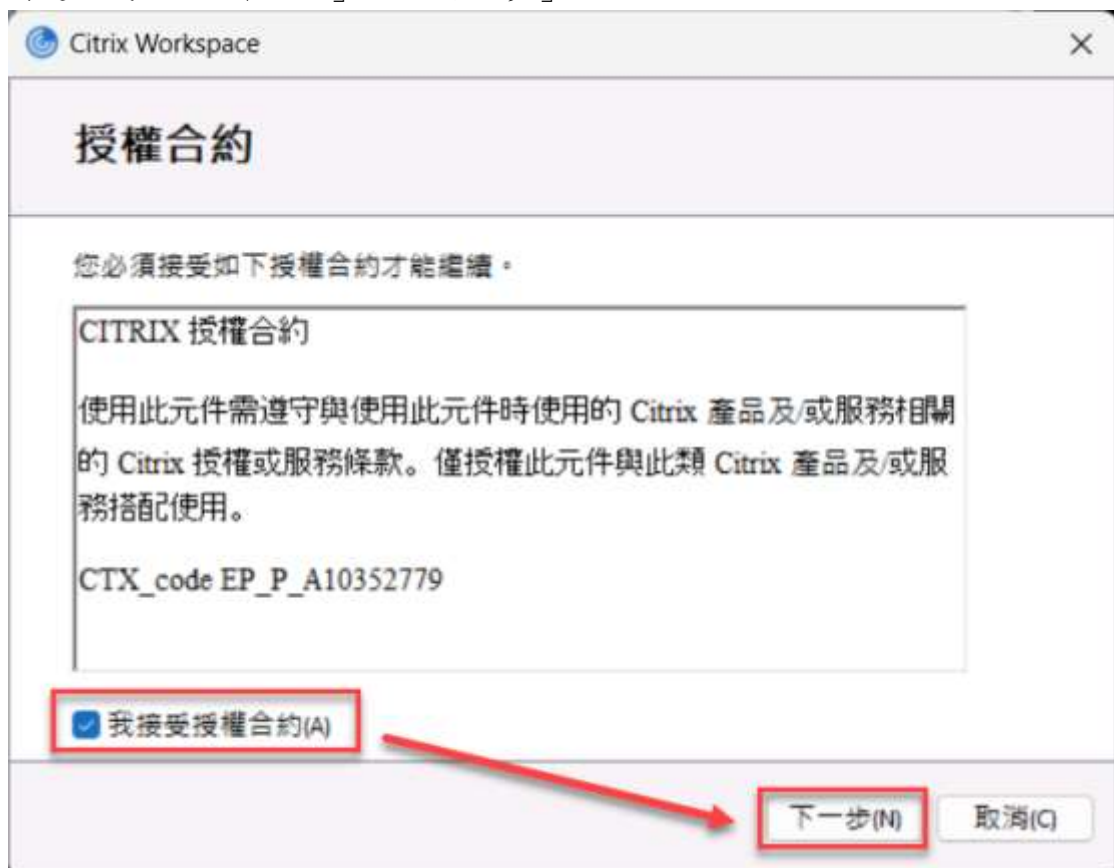 Citrix Workspace
授權合約
您必須接受如下授權合約才能繼續。
CITRIX 授權合約
使用此元件需遵守與使用此元件時使用的 Citrix 產品及/或服務相關
的 Citrix 授權或服務條款。僅授權此元件與此類 Citrix 產品及/或服
務搭配使用。
CTX_code EP_P_A10352779
我接受授權合約(A)
下一步(N)
取消(C)